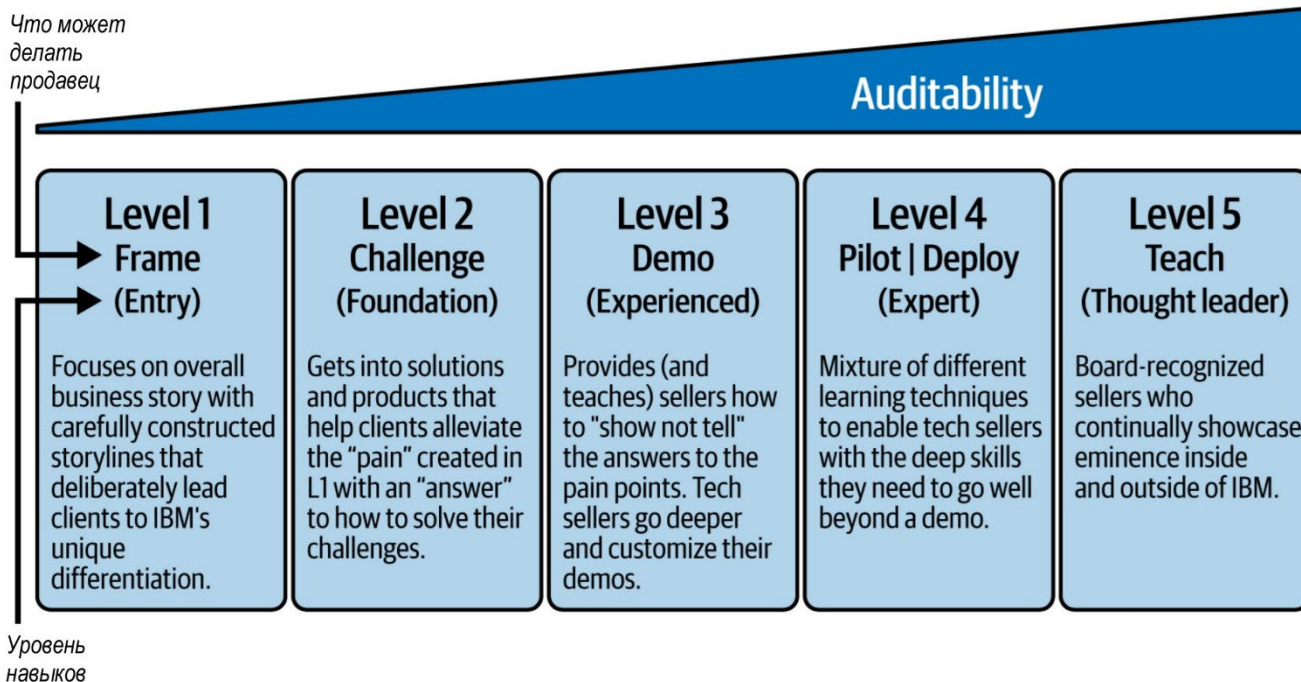 Что может
делать
продавец
Auditability
Level 1
Frame
(Entry)
Focuses on overall
business story with
carefully constructed
storylines that
deliberately lead
clients to IBM's
unique
differentiation.
Level 2
Challenge
(Foundation)
Gets into solutions
and products that
help clients alleviate
the “pain” created in
L1 with an “answer”
to how to solve their
challenges.
Level 3
Demo
(Experienced)
Provides (and
teaches) sellers how
to "show not tell"
the answers to the
pain points. Tech
sellers go deeper
and customize their
demos.
Level 4
Pilot | Deploy
(Expert)
Mixture of different
learning techniques
to enable tech sellers
with the deep skills
they need to go well
beyond a demo.
Level 5
Teach
(Thought leader)
Board-recognized
sellers who
continually showcase
eminence inside
and outside of IBM.
Уровень
навыков